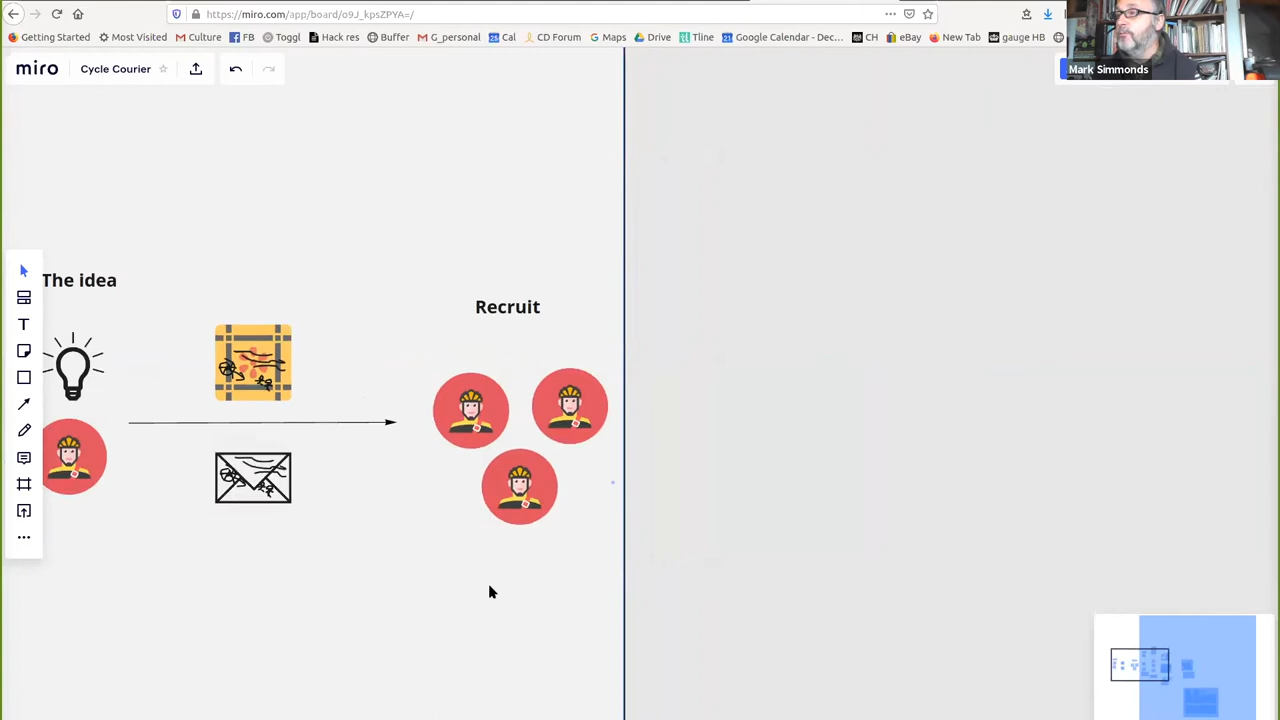 https://miro.com/app/board/o9J_kpsZPYA=/
Getting Started
Most Visited
Culture
FB
Toggl
Hack res
Buffer
G_personal
Cal
CD Forum
Maps
Drive
Tline
Google Calendar - Dec...
CH
eBay
New Tab
gauge HB
miro
Cycle Courier
Mark Simmonds
The idea
Recruit